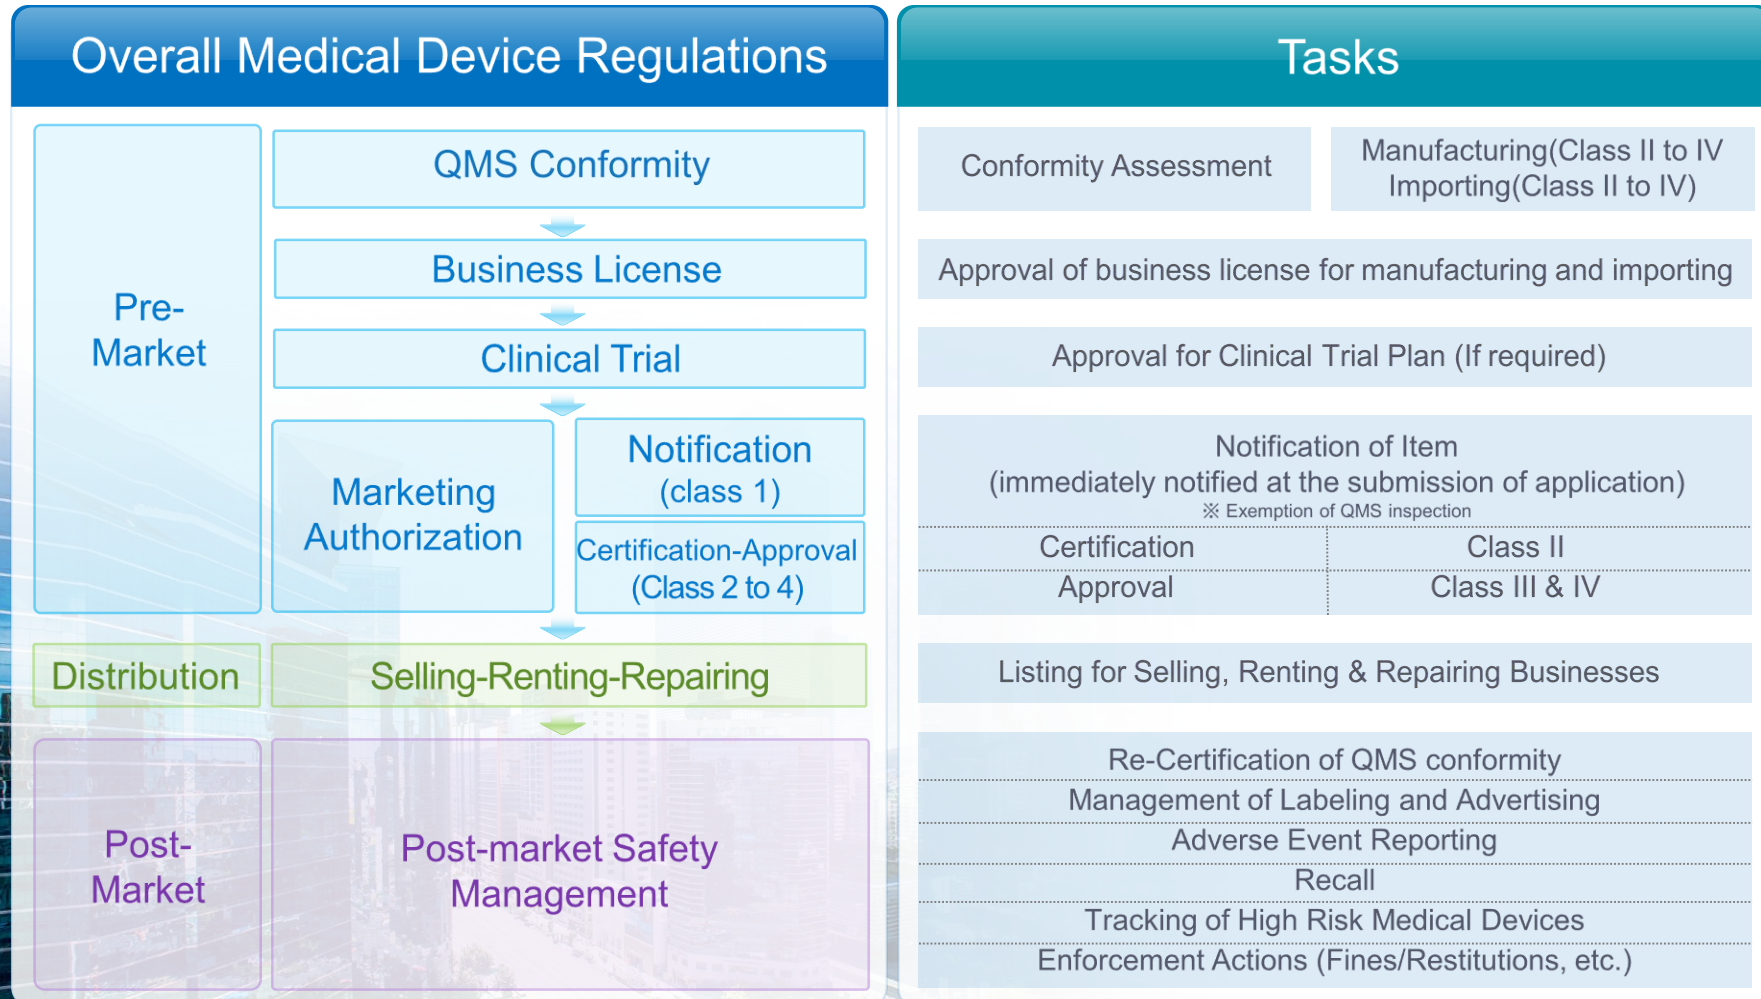 Overall Medical Device Regulations
Tasks
Pre-
Market
QMS Conformity
Conformity Assessment
Manufacturing(Class II to IV
Importing(Class II to IV)
Business License
Approval of business license for manufacturing and importing
Clinical Trial
Approval for Clinical Trial Plan (If required)
Marketing
Authorization
Notification
(class 1)
Certification-Approval
(Class 2 to 4)
Notification of Item
(immediately notified at the submission of application)
※ Exemption of QMS inspection
Certification
Class II
Approval
Class III & IV
Distribution
Selling-Renting-Repairing
Listing for Selling, Renting & Repairing Businesses
Post-
Market
Post-market Safety
Management
Re-Certification of QMS conformity
Management of Labeling and Advertising
Adverse Event Reporting
Recall
Tracking of High Risk Medical Devices
Enforcement Actions (Fines/Restitutions, etc.)